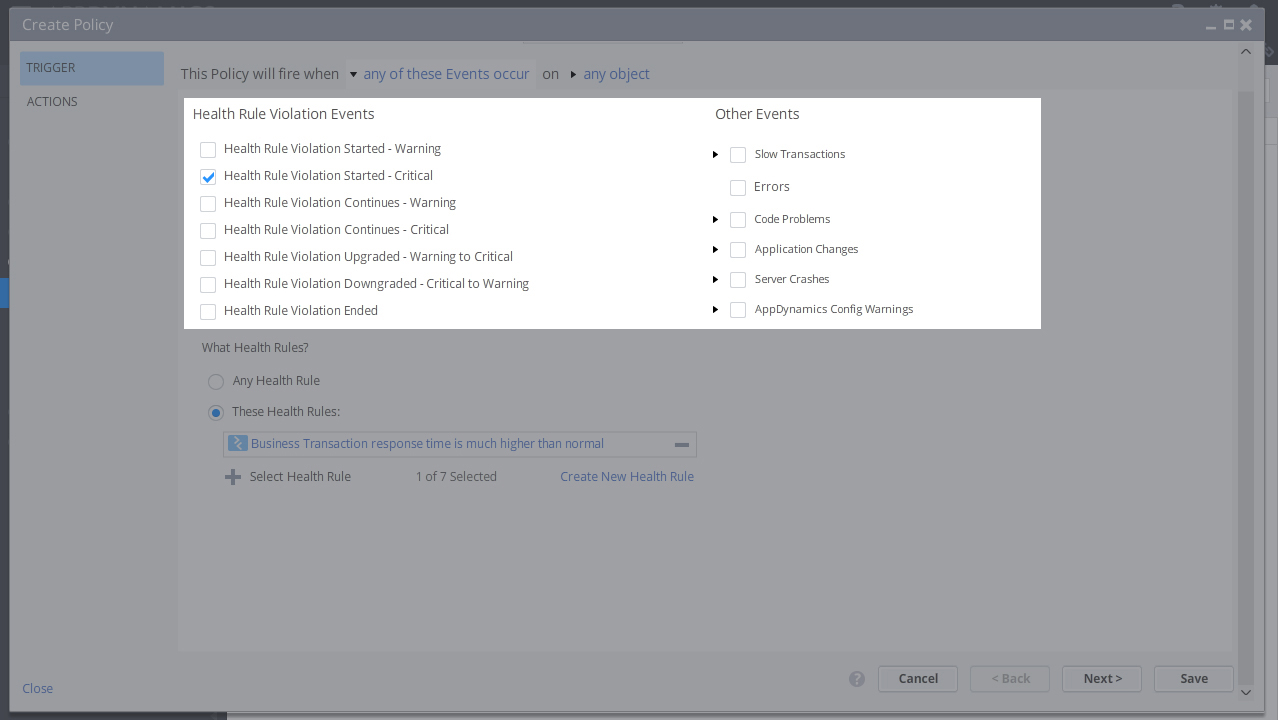 Create Policy
TRIGGER
ACTIONS
This Policy will fire when any of these Events occur on any object
Health Rule Violation Events
Health Rule Violation Started - Warning
Health Rule Violation Started - Critical
Health Rule Violation Continues - Warning
Health Rule Violation Continues - Critical
Health Rule Violation Upgraded - Warning to Critical
Health Rule Violation Downgraded - Critical to Warning
Health Rule Violation Ended
Other Events
Slow Transactions
Errors
Code Problems
Application Changes
Server Crashes
AppDynamics Config Warnings
What Health Rules?
Any Health Rule
These Health Rules:
Business Transaction response time is much higher than normal
Select Health Rule 1 of 7 Selected Create New Health Rule
Close
? Cancel < Back Next > Save